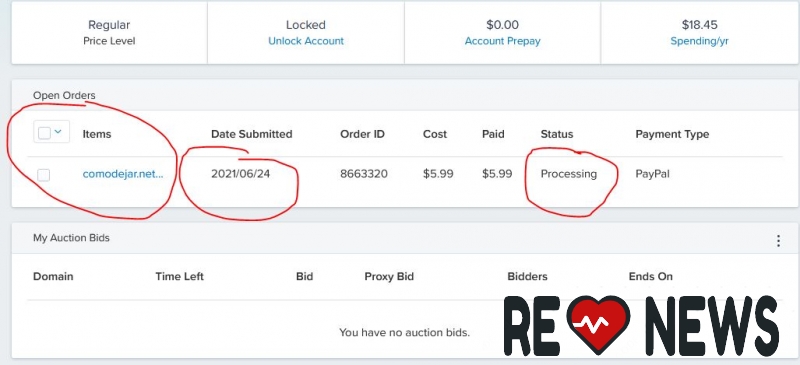 Regular Locked $0.00 $18.45
Price Level Unlock Account Account Prepay Spending/yr
Open Orders
Items Date Submitted Order ID Cost Paid Status Payment Type
comodejar.net... 2021/06/24 8663320 $5.99 $5.99 Processing PayPal
My Auction Bids
Domain Time Left Bid Proxy Bid Bidders Ends On
You have no auction bids.
RE NEWS